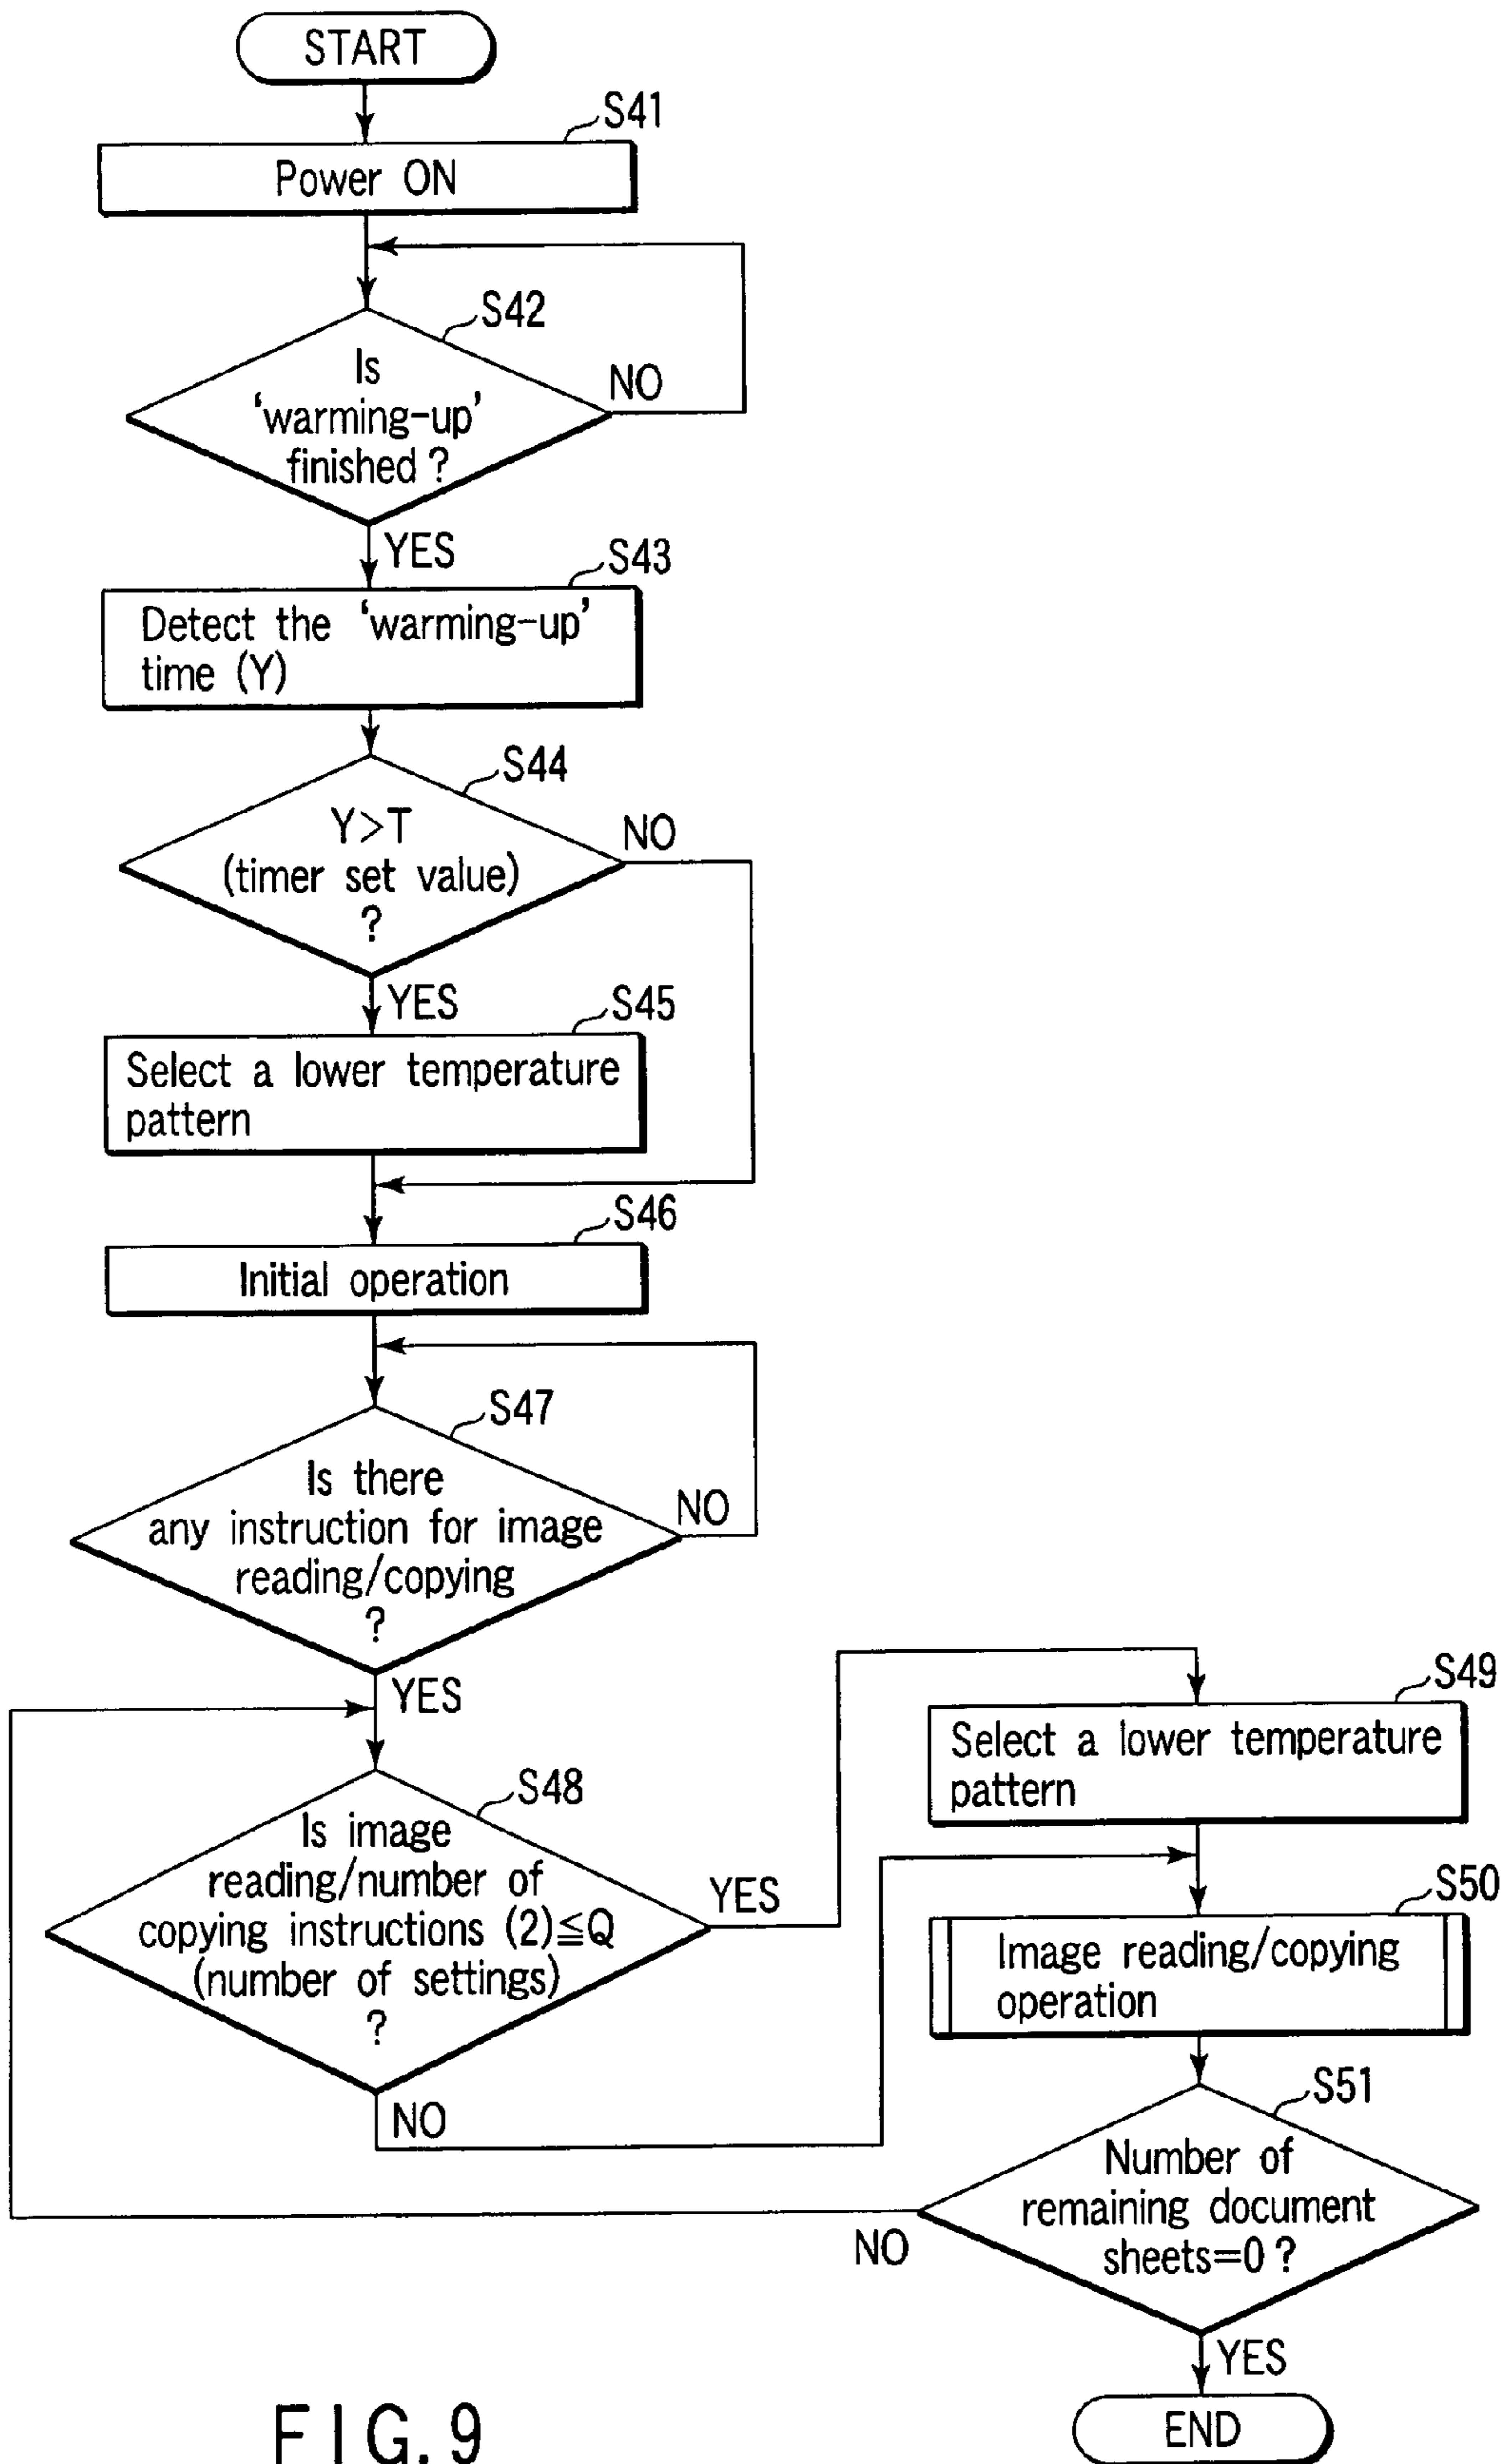 START
S41
Power ON
S42
Is
‘warming-up’
finished ?
NO
YES
S43
Detect the ‘warming-up’
time (Y)
S44
Y>T
(timer set value)
?
NO
YES
S45
Select a lower temperature
pattern
S46
Initial operation
S47
Is there
any instruction for image
reading/copying
?
NO
YES
S48
Is image
reading/number of
copying instructions (2)≦Q
(number of settings)
?
YES
NO
S49
Select a lower temperature
pattern
S50
Image reading/copying
operation
S51
Number of
remaining document
sheets=0 ?
NO
YES
END
FIG. 9